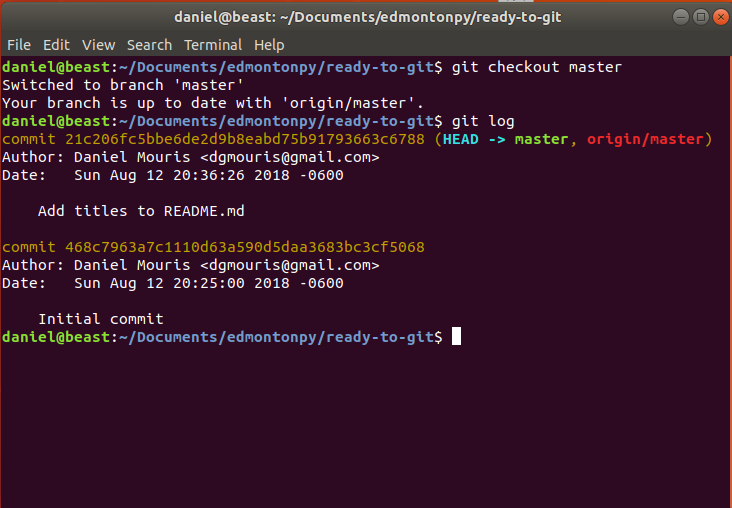 daniel@beast: ~/Documents/edmontonpy/ready-to-git
File Edit View Search Terminal Help
daniel@beast:~/Documents/edmontonpy/ready-to-git$ git checkout master
Switched to branch 'master'
Your branch is up to date with 'origin/master'.
daniel@beast:~/Documents/edmontonpy/ready-to-git$ git log
commit 21c206fc5bbe6de2d9b8eabd75b91793663c6788 (HEAD -> master, origin/master)
Author: Daniel Mouris <dgmouris@gmail.com>
Date:   Sun Aug 12 20:36:26 2018 -0600
    Add titles to README.md
commit 468c7963a7c1110d63a590d5daa3683bc3cf5068
Author: Daniel Mouris <dgmouris@gmail.com>
Date:   Sun Aug 12 20:25:00 2018 -0600
    Initial commit
daniel@beast:~/Documents/edmontonpy/ready-to-git$